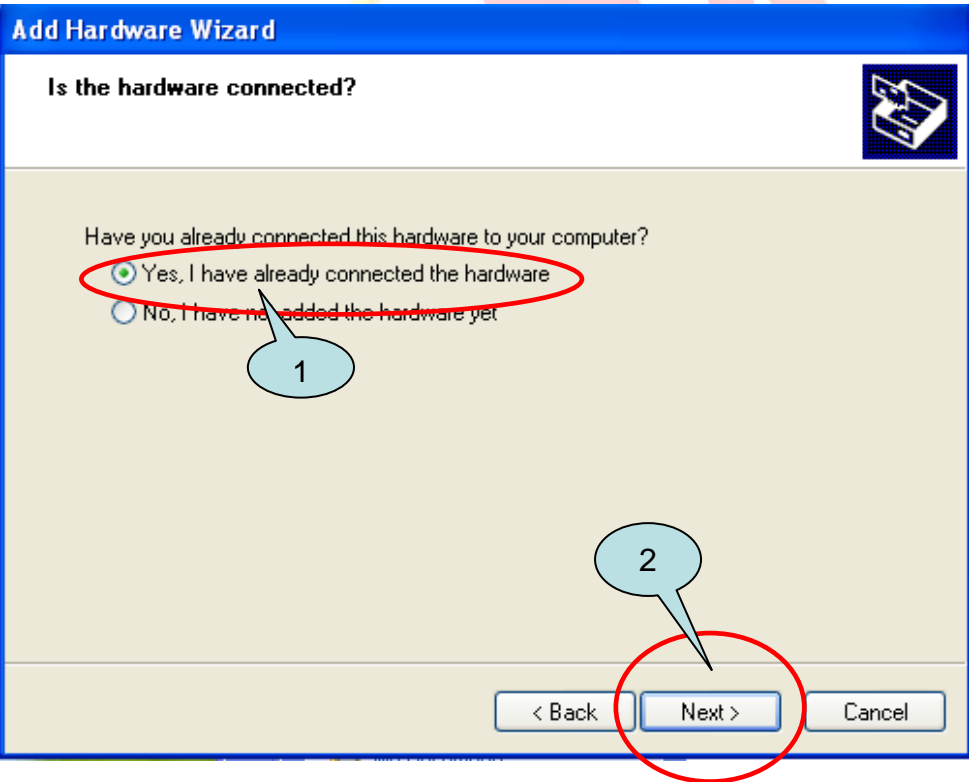 Add Hardware Wizard
Is the hardware connected?
Have you already connected this hardware to your computer?
Yes, I have already connected the hardware
No, I have not added the hardware yet
1
2
< Back Next > Cancel